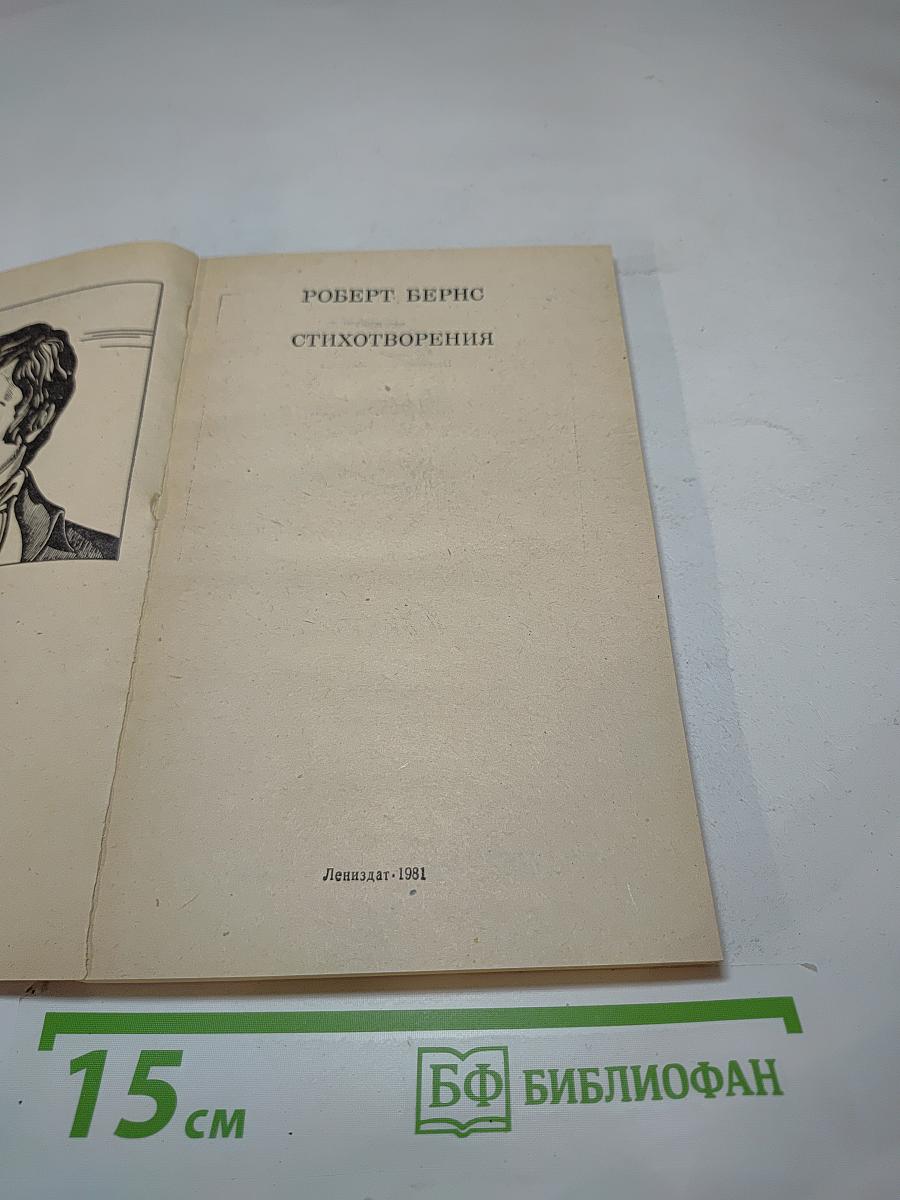 РОБЕРТ БЕРНС
СТИХОТВОРЕНИЯ
Лениздат·1981
15 см
БФ БИБЛИОФАН